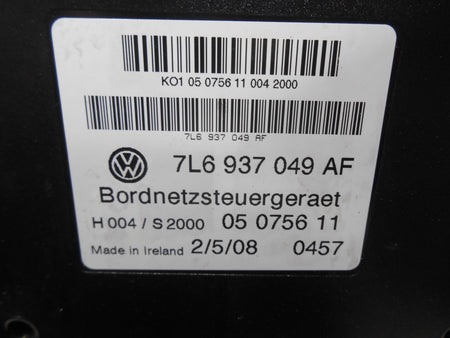 KO1 05 0756 11 004 2000
7L6 937 049 AF
7L6 937 049 AF
Bordnetzsteuergeraet
H 004 / S 2000 05 0756 11
Made in Ireland 2/5/08 0457